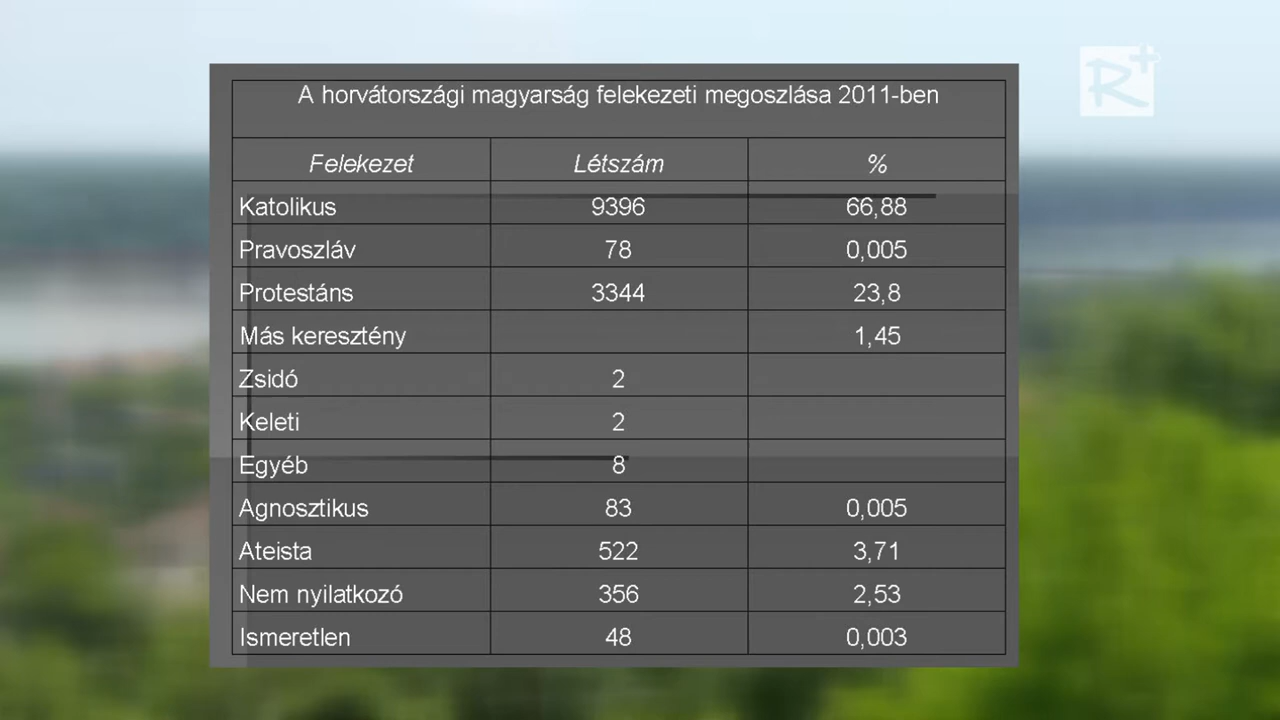 R+
A horvátországi magyarság felekezeti megoszlása 2011-ben
Felekezet Létszám %
Katolikus 9396 66,88
Pravoszláv 78 0,005
Protestáns 3344 23,8
Más keresztény 1,45
Zsidó 2
Keleti 2
Egyéb 8
Agnosztikus 83 0,005
Ateista 522 3,71
Nem nyilatkozó 356 2,53
Ismeretlen 48 0,003